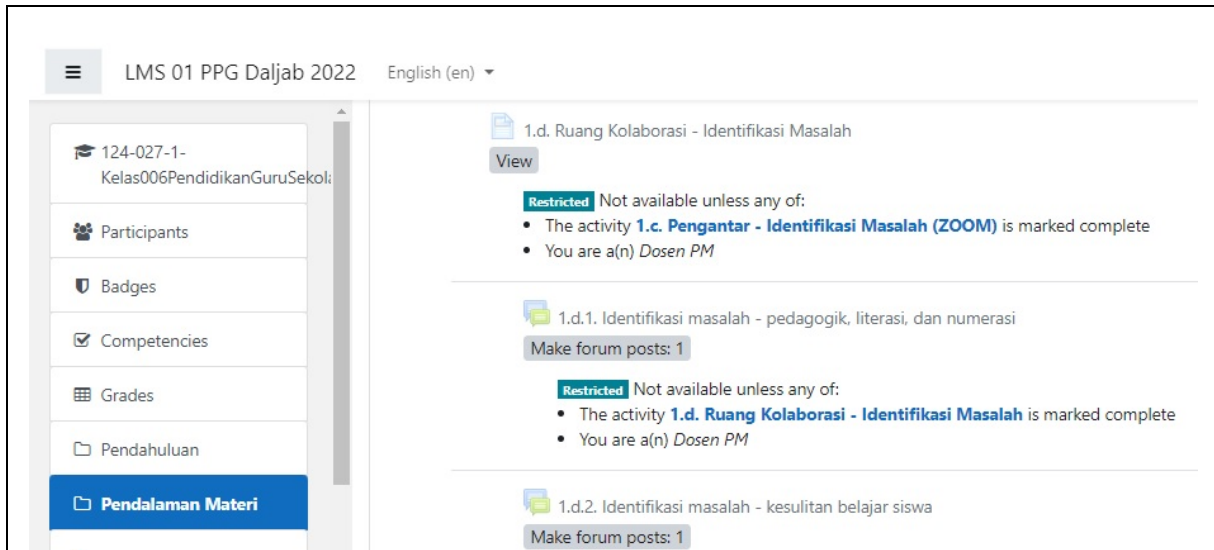 LMS 01 PPG Daljab 2022 English (en)
124-027-1-
KelasOO6PendidikanGuruSekola
Participants
Badges
Competencies
Grades
Pendahuluan
Pendalaman Materi
1.d. Ruang Kolaborasi - Identifikasi Masalah
View
Restricted Not available unless any of:
The activity 1.c. Pengantar - Identifikasi Masalah (ZOOM) is marked complete
You are a(n) Dosen PM
1.d.1. Identifikasi masalah - pedagogik, literasi, dan numerasi
Make forum posts: 1
Restricted Not available unless any of:
The activity 1.d. Ruang Kolaborasi - Identifikasi Masalah is marked complete
You are a(n) Dosen PM
1.d.2. Identifikasi masalah - kesulitan belajar siswa
Make forum posts: 1